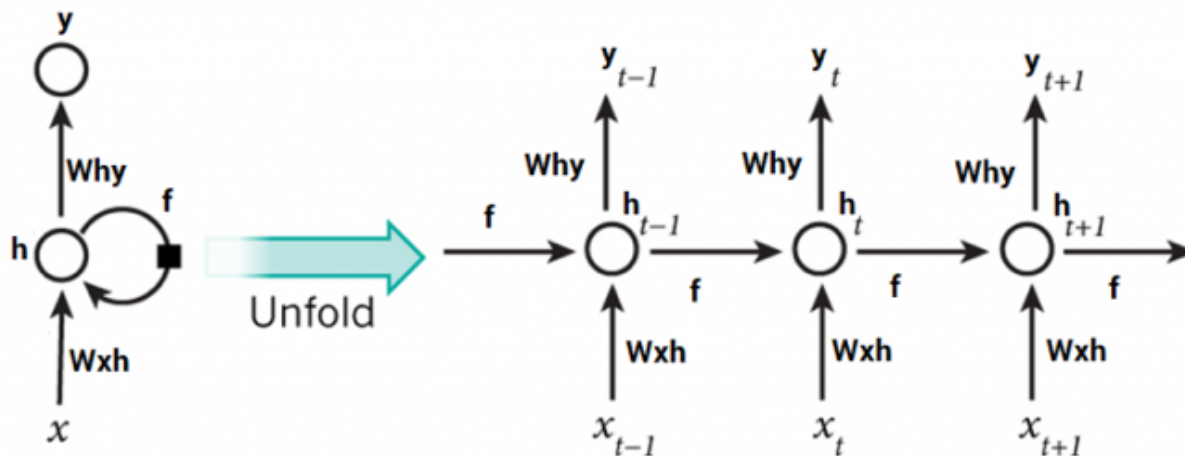 y
Why
f
h
Wxh
x
Unfold
y t−1
y t
y t+1
Why
Why
Why
f
h t−1
h t
h t+1
f
f
f
Wxh
Wxh
Wxh
x t−1
x t
x t+1